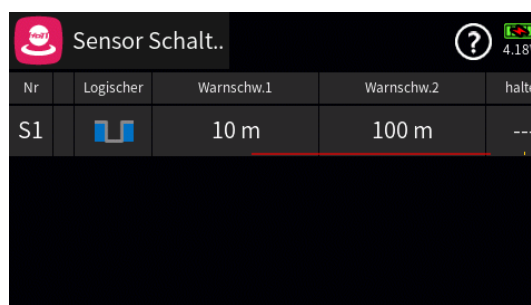 Sensor Schalt.. ?
4.18
Nr Logischer Warnschw.1 Warnschw.2 halte
S1 10 m 100 m ---